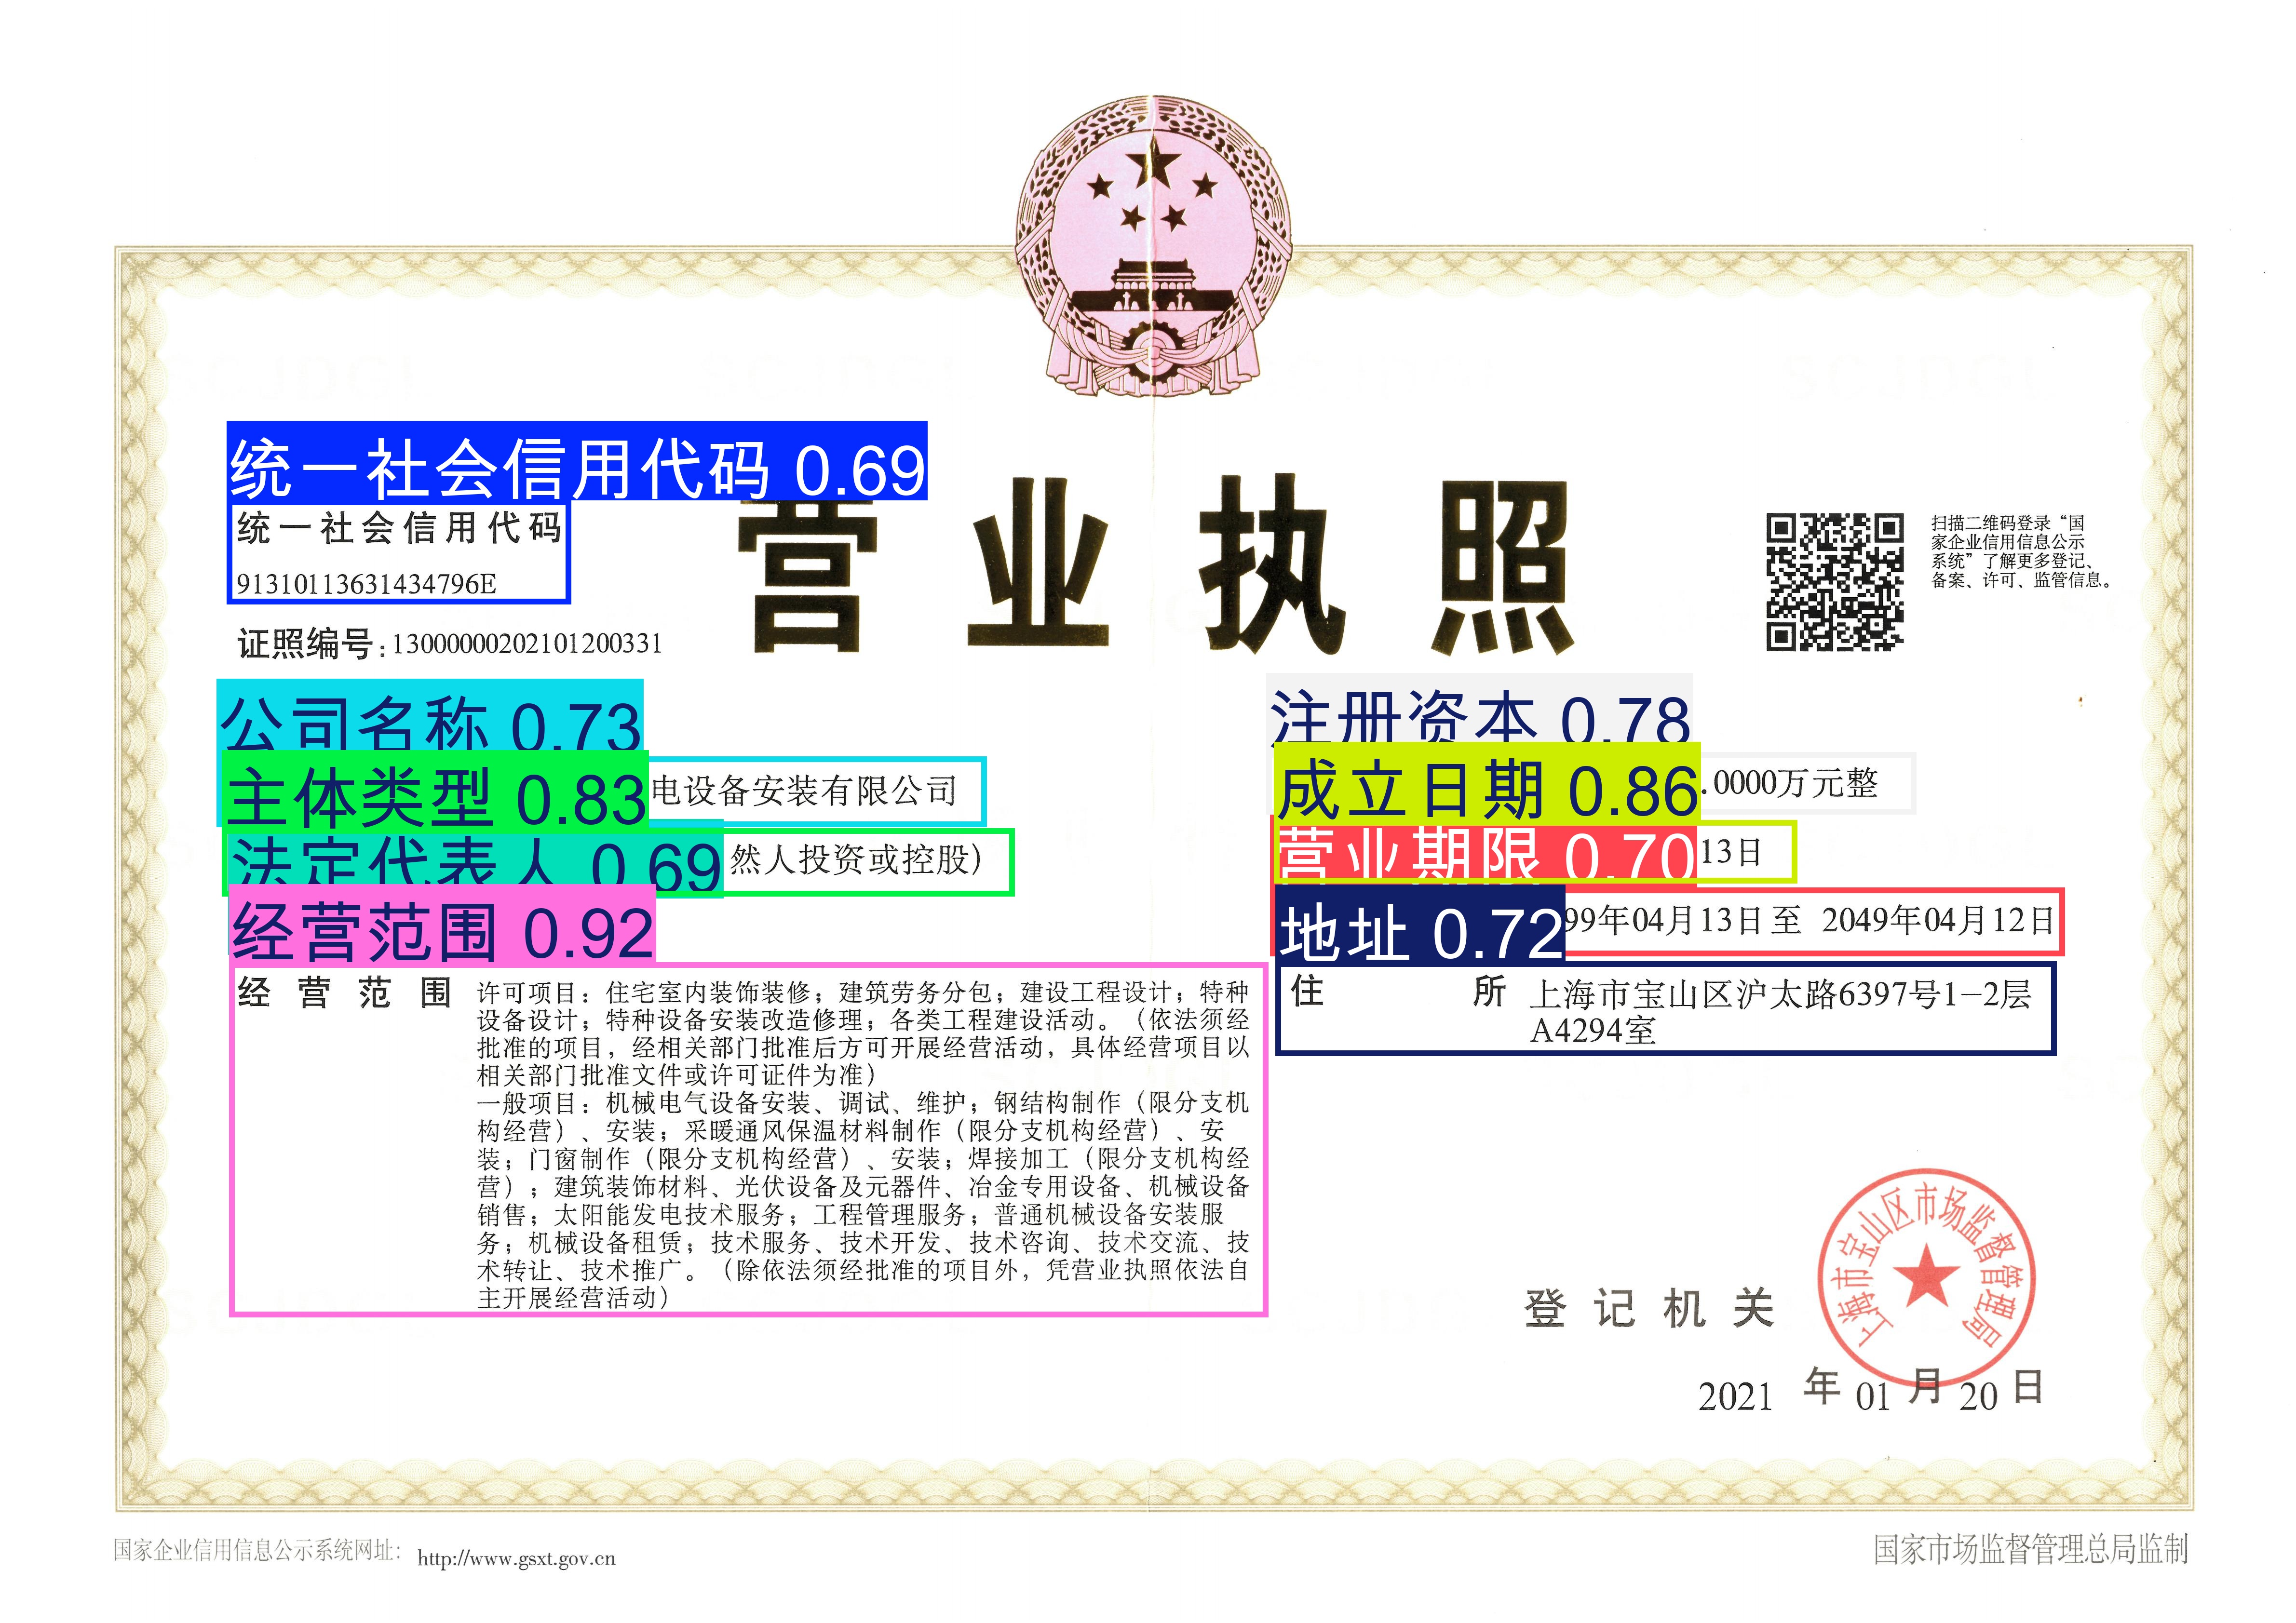 统一社会信用代码 0.69
统一社会信用代码
91310113631434796E
证照编号:13000000202101200331
营业执照
扫描二维码登录“国
家企业信用信息公示
系统”了解更多登记、
备案、许可、监管信息。
公司名称 0.73
主体类型 0.83
电设备安装有限公司
法定代表人 0.69
然人投资或控股)
经营范围 0.92
注册资本 0.78
成立日期 0.86
.0000万元整
营业期限 0.70
13日
地址 0.72
99年04月13日 至 2049年04月12日
住所 上海市宝山区沪太路6397号1-2层
A4294室
经营范围 许可项目：住宅室内装饰装修；建筑劳务分包；建设工程设计；特种
设备设计；特种设备安装改造修理；各类工程建设活动。（依法须经
批准的项目，经相关部门批准后方可开展经营活动，具体经营项目以
相关部门批准文件或许可证件为准）
一般项目：机械电气设备安装、调试、维护；钢结构制作（限分支机
构经营）、安装；采暖通风保温材料制作（限分支机构经营）、安
装；门窗制作（限分支机构经营）、安装；焊接加工（限分支机构经
营）；建筑装饰材料、光伏设备及元器件、冶金专用设备、机械设备
销售；太阳能发电技术服务；工程管理服务；普通机械设备安装服
务；机械设备租赁；技术服务、技术开发、技术咨询、技术交流、技
术转让、技术推广。（除依法须经批准的项目外，凭营业执照依法自
主开展经营活动）
登记机关
上海市宝山区市场监督管理局
2021 年 01 月 20 日
国家企业信用信息公示系统网址： http://www.gsxt.gov.cn
国家市场监督管理总局监制